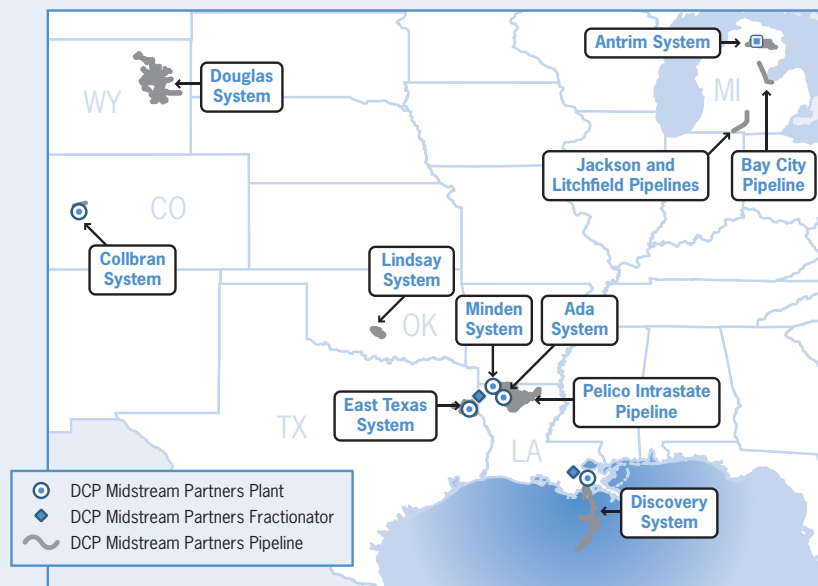 Antrim System
Douglas
System
WY
MI
Jackson and
Litchfield Pipelines
Bay City
Pipeline
CO
Collbran
System
Lindsay
System
OK
Minden
System
Ada
System
East Texas
System
Pelico Intrastate
Pipeline
TX
LA
Discovery
System
DCP Midstream Partners Plant
DCP Midstream Partners Fractionator
DCP Midstream Partners Pipeline